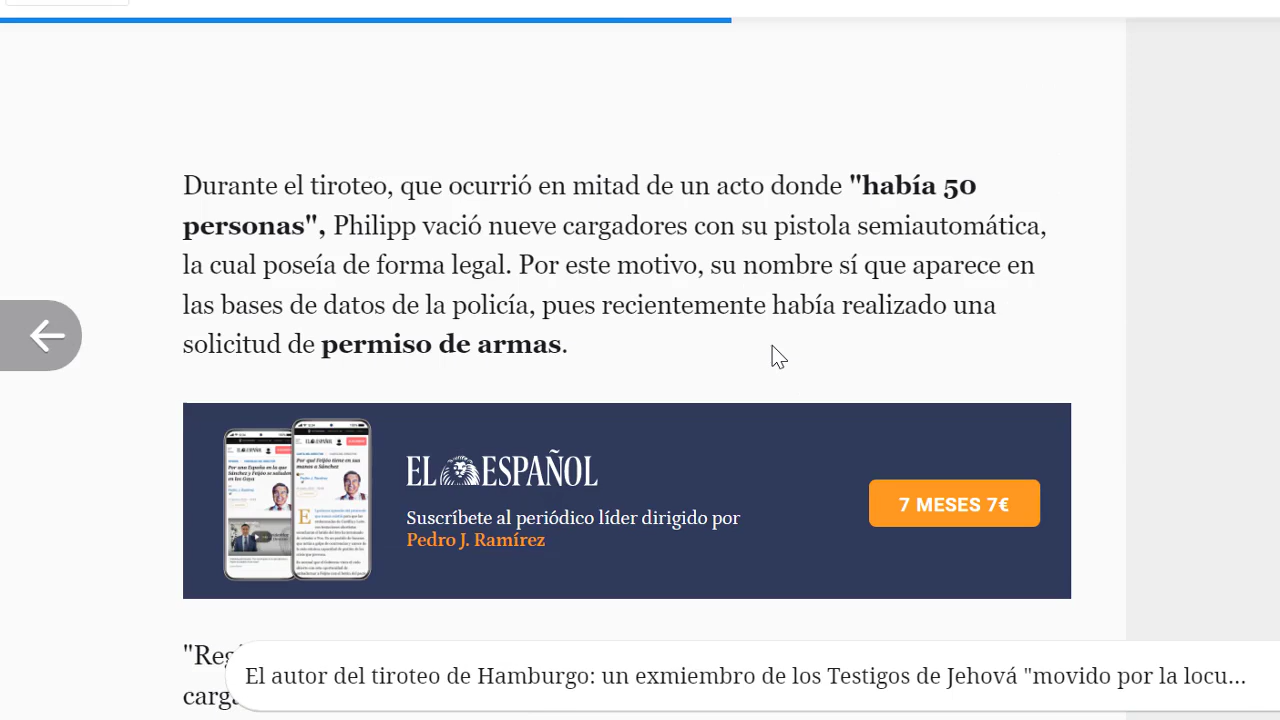 Durante el tiroteo, que ocurrió en mitad de un acto donde "había 50
personas", Philipp vació nueve cargadores con su pistola semiautomática,
la cual poseía de forma legal. Por este motivo, su nombre sí que aparece en
las bases de datos de la policía, pues recientemente había realizado una
solicitud de permiso de armas.
EL ESPAÑOL
Suscríbete al periódico líder dirigido por
Pedro J. Ramírez
7 MESES 7€
El autor del tiroteo de Hamburgo: un exmiembro de los Testigos de Jehová "movido por la locu...